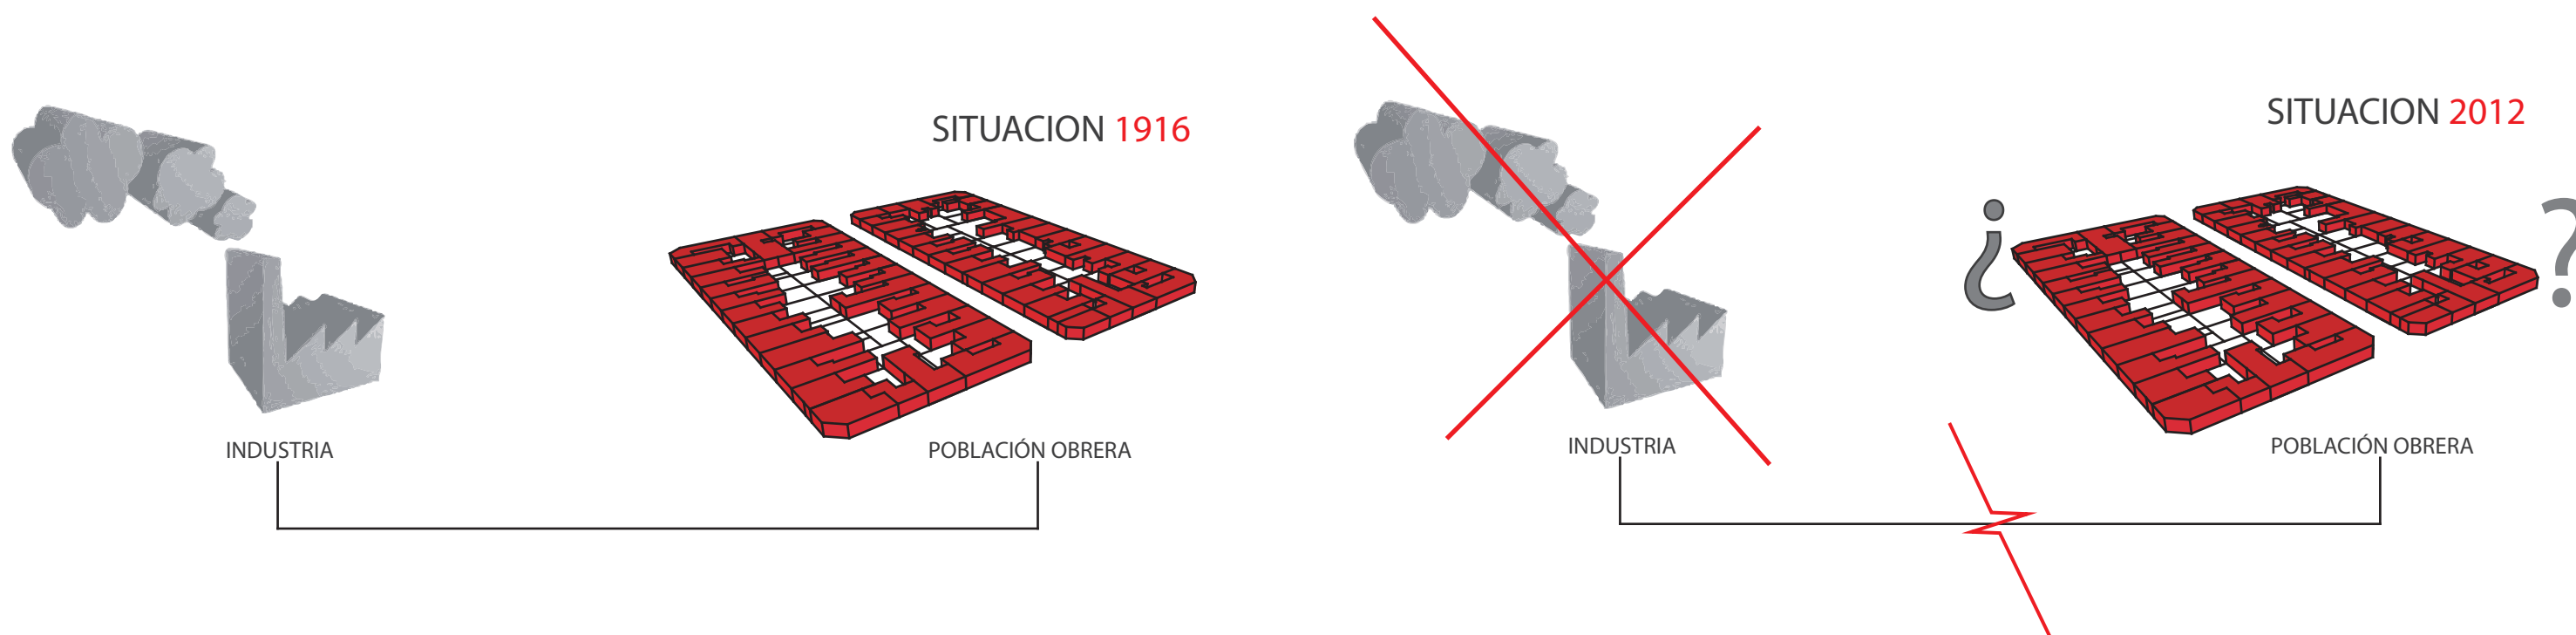 SITUACION 1916
INDUSTRIA
POBLACIÓN OBRERA
SITUACION 2012
¿ ?
INDUSTRIA
POBLACIÓN OBRERA